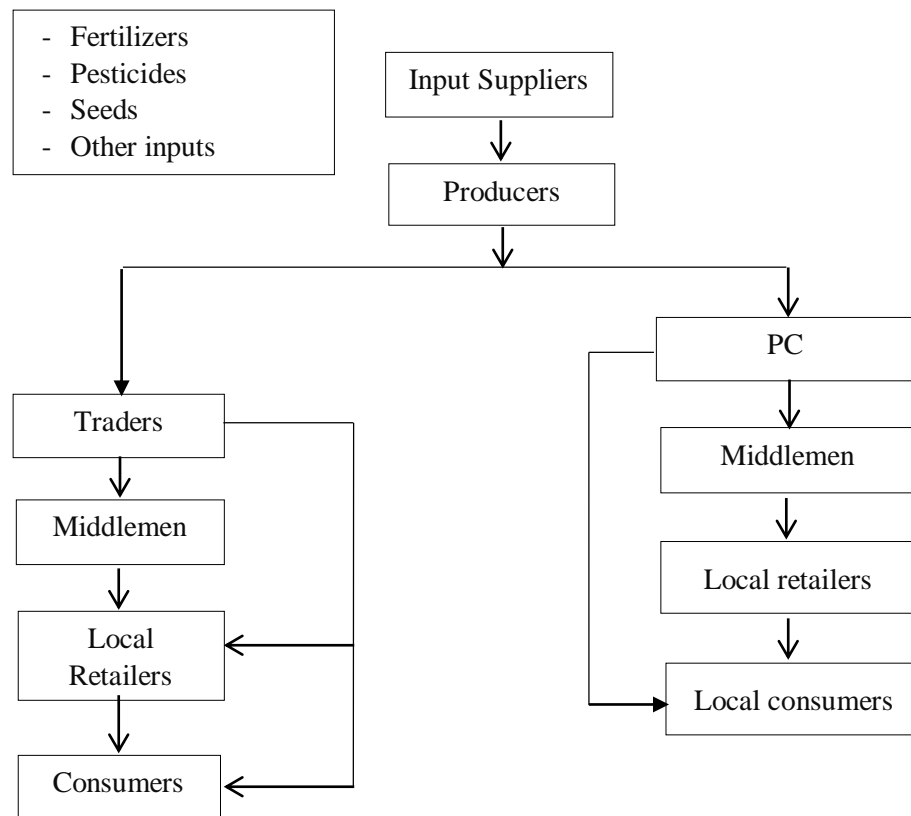 - Fertilizers
- Pesticides
- Seeds
- Other inputs
Input Suppliers
Producers
Traders
Middlemen
Local
Retailers
Consumers
PC
Middlemen
Local retailers
Local consumers